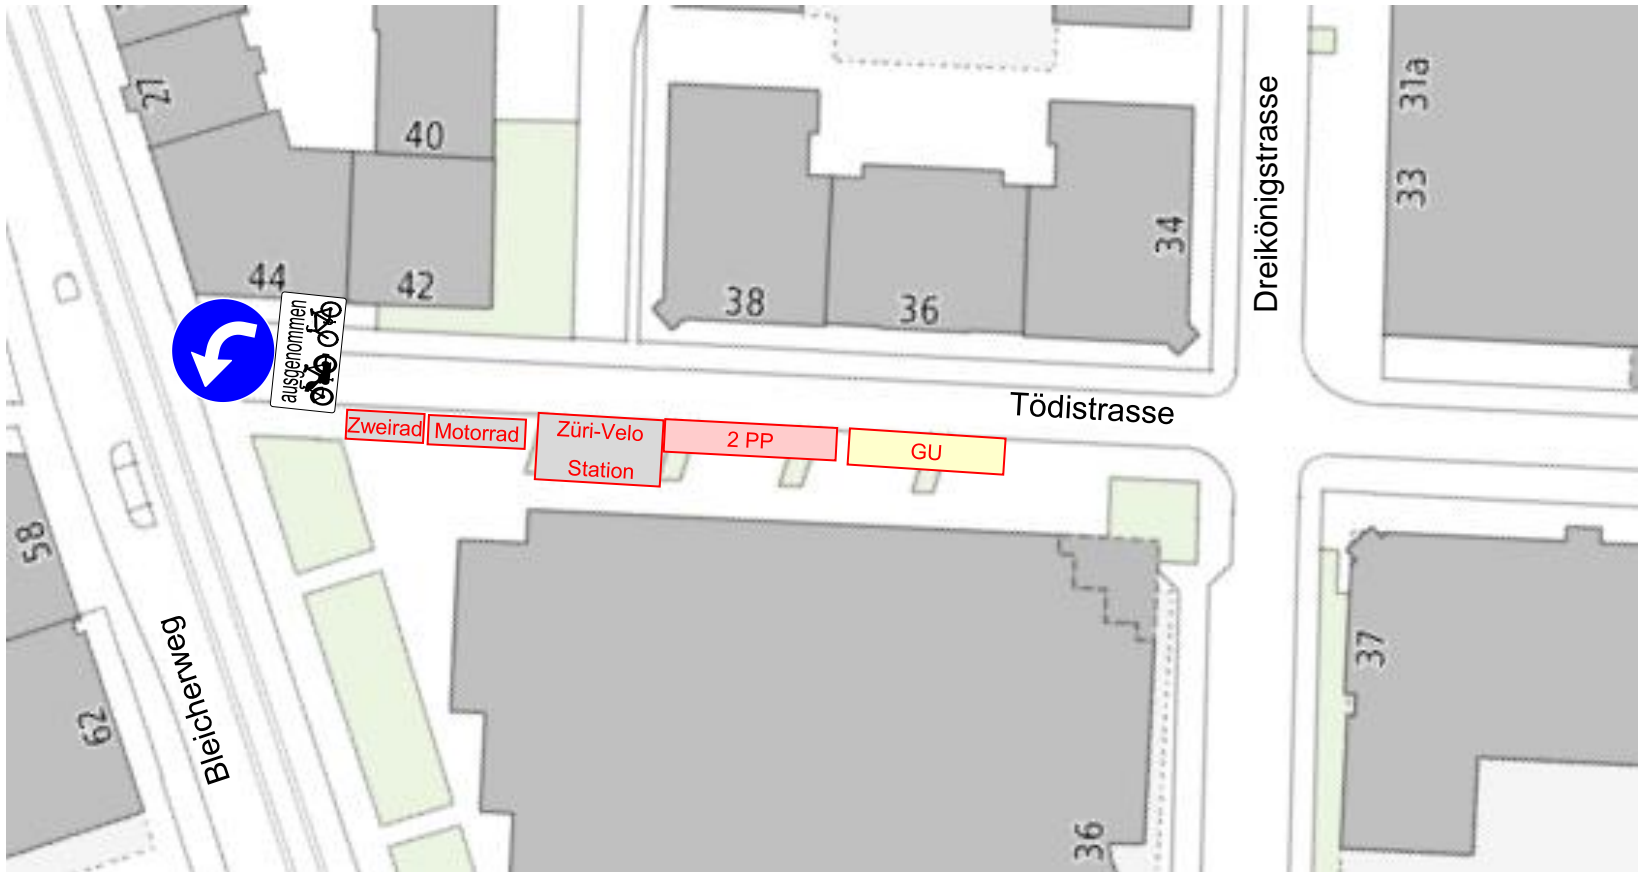 27
40
44
42
ausgenommen
38
36
34
Dreikönigstrasse
31a
33
Tödistrasse
Zweirad
Motorrad
Züri-Velo
Station
2 PP
GU
58
62
Bleicherweg
36
37